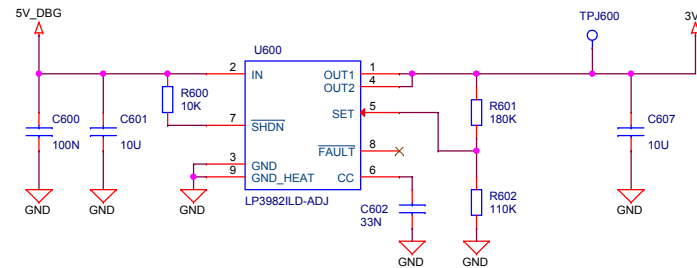 5V_DBG
TPJ600
3V
U600
2
IN
OUT1
1
OUT2
4
R600
10K
SET
5
R601
180K
C600
100N
C601
10U
7
SHDN
FAULT
8
C607
10U
3
GND
9
GND_HEAT
CC
6
LP3982ILD-ADJ
C602
33N
R602
110K
GND
GND
GND
GND
GND
GND